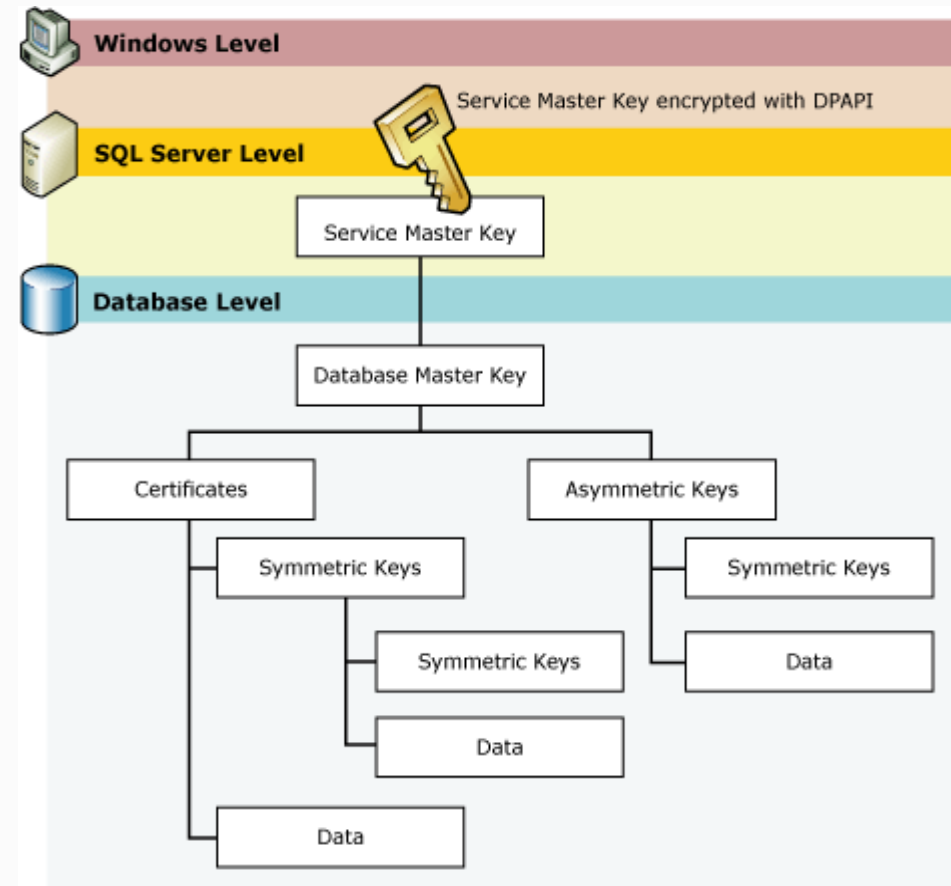 Windows Level
Service Master Key encrypted with DPAPI
SQL Server Level
Service Master Key
Database Level
Database Master Key
Certificates
Asymmetric Keys
Symmetric Keys
Symmetric Keys
Symmetric Keys
Data
Data
Data